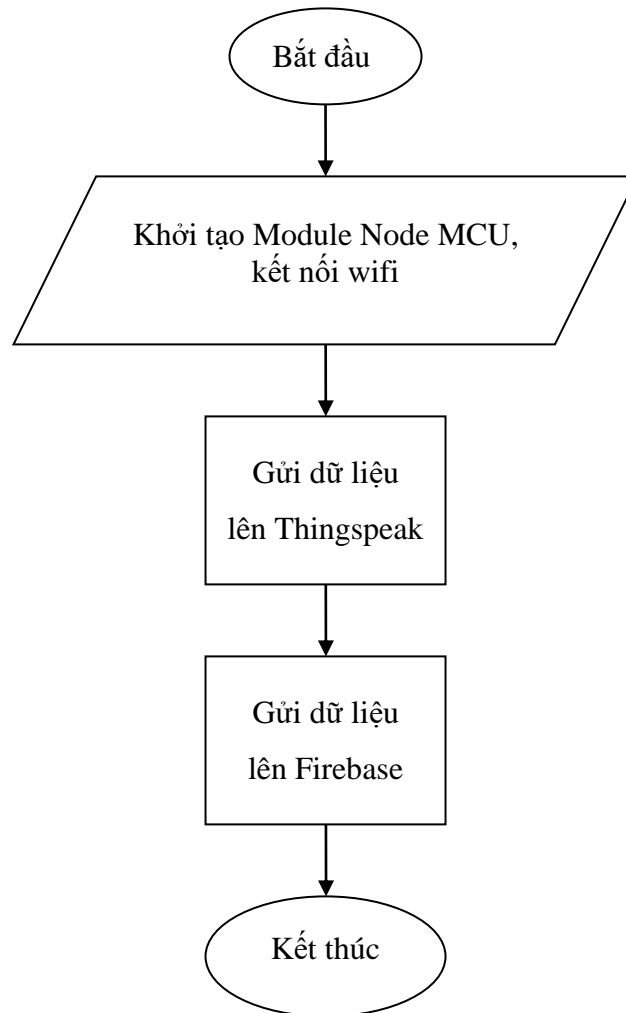 Bắt đầu
Khởi tạo Module Node MCU,
kết nối wifi
Gửi dữ liệu
lên Thingspeak
Gửi dữ liệu
lên Firebase
Kết thúc